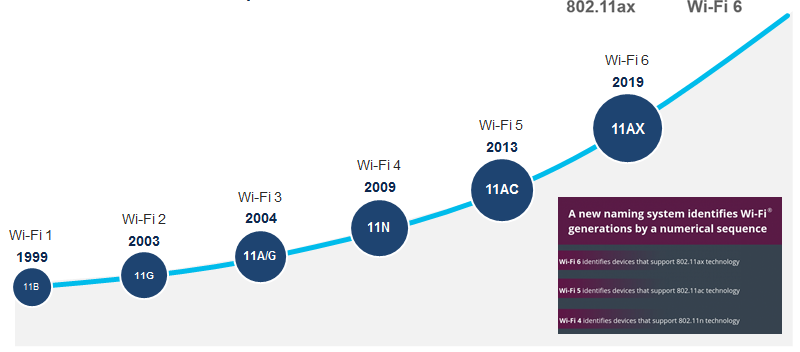 802.11ax Wi-Fi 6
Wi-Fi 6
2019
11AX
Wi-Fi 5
2013
11AC
Wi-Fi 4
2009
11N
Wi-Fi 3
2004
11A/G
Wi-Fi 2
2003
11G
Wi-Fi 1
1999
11B
A new naming system identifies Wi-Fi®
generations by a numerical sequence
Wi-Fi 6 identifies devices that support 802.11ax technology
Wi-Fi 5 identifies devices that support 802.11ac technology
Wi-Fi 4 identifies devices that support 802.11n technology